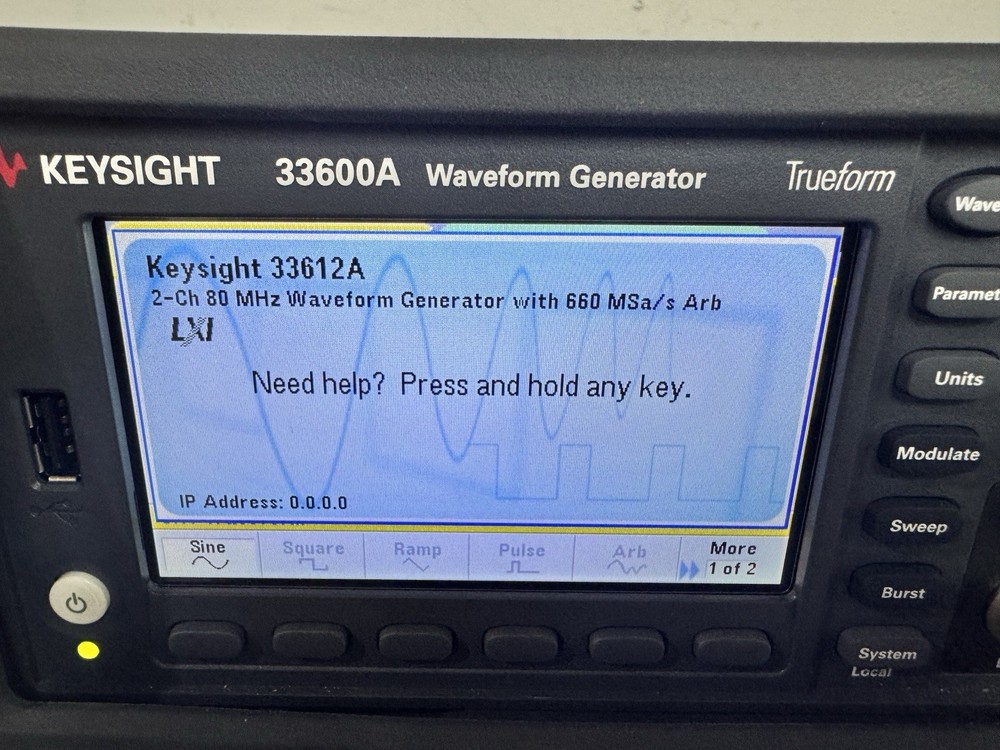 KEYSIGHT 33600A Waveform Generator Trueform
Keysight 33612A
2-Ch 80 MHz Waveform Generator with 660 MSa/s Arb
LXI
Need help? Press and hold any key.
IP Address: 0.0.0.0
Sine Square Ramp Pulse Arb More
1 of 2
Wave
Paramet
Units
Modulate
Sweep
Burst
System
Local